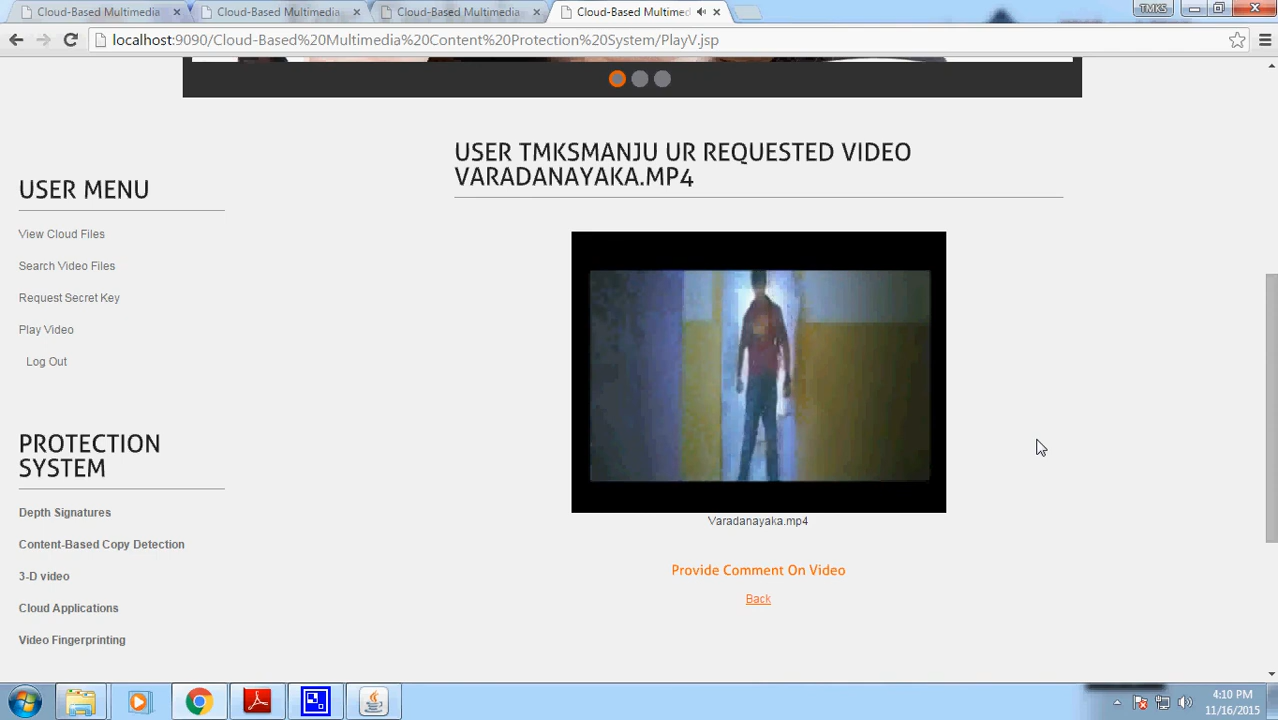 Cloud-Based Multimedia
Cloud-Based Multimedia
Cloud-Based Multimedia
Cloud-Based Multimed
TMKS
localhost:9090/Cloud-Based%20Multimedia%20Content%20Protection%20System/PlayV.jsp
USER TMKSMANJU UR REQUESTED VIDEO
VARADANAYAKA.MP4
USER MENU
View Cloud Files
Search Video Files
Request Secret Key
Play Video
Log Out
Varadanayaka.mp4
Provide Comment On Video
Back
PROTECTION
SYSTEM
Depth Signatures
Content-Based Copy Detection
3-D video
Cloud Applications
Video Fingerprinting
4:10 PM
11/16/2015